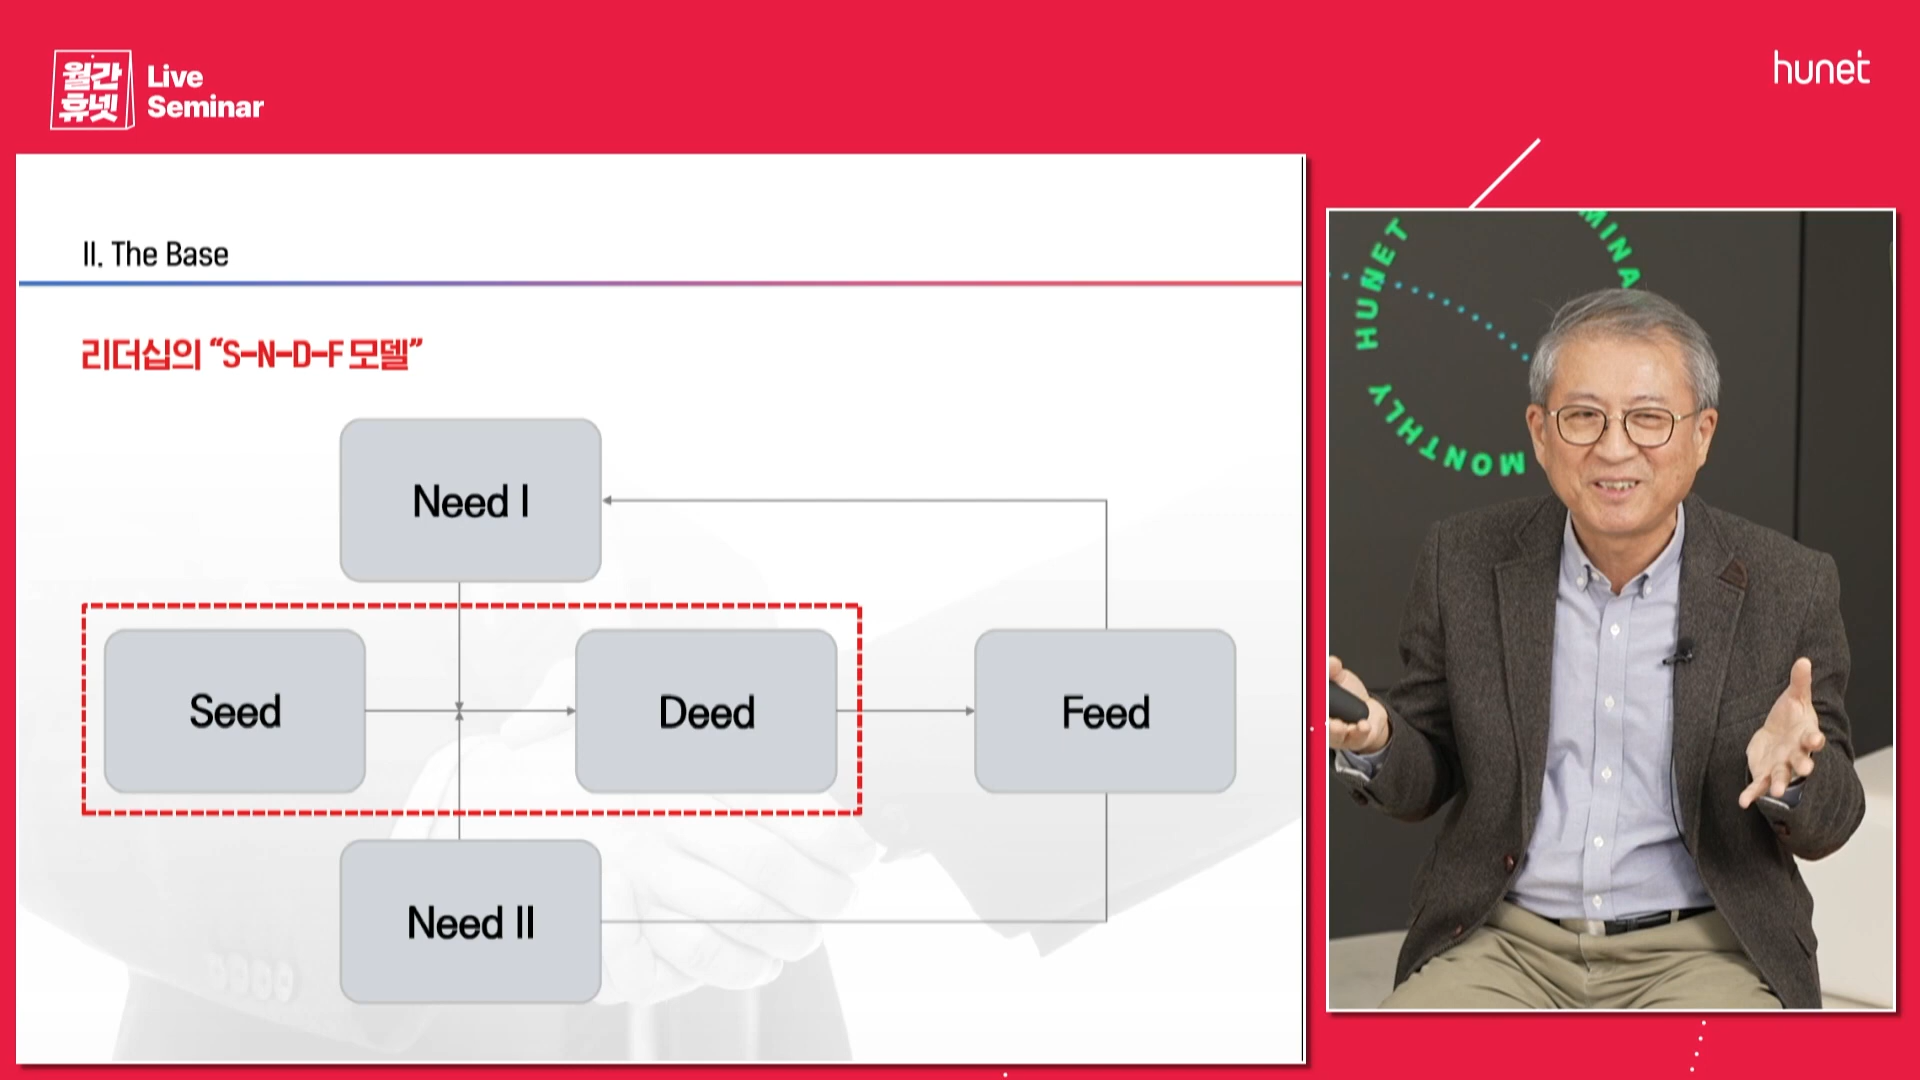 월간
휴넷
Live
Seminar
hunet
II. The Base
리더십의 “S-N-D-F 모델”
Need I
Seed
Deed
Feed
Need II
MONTHLY HUNET
MINA